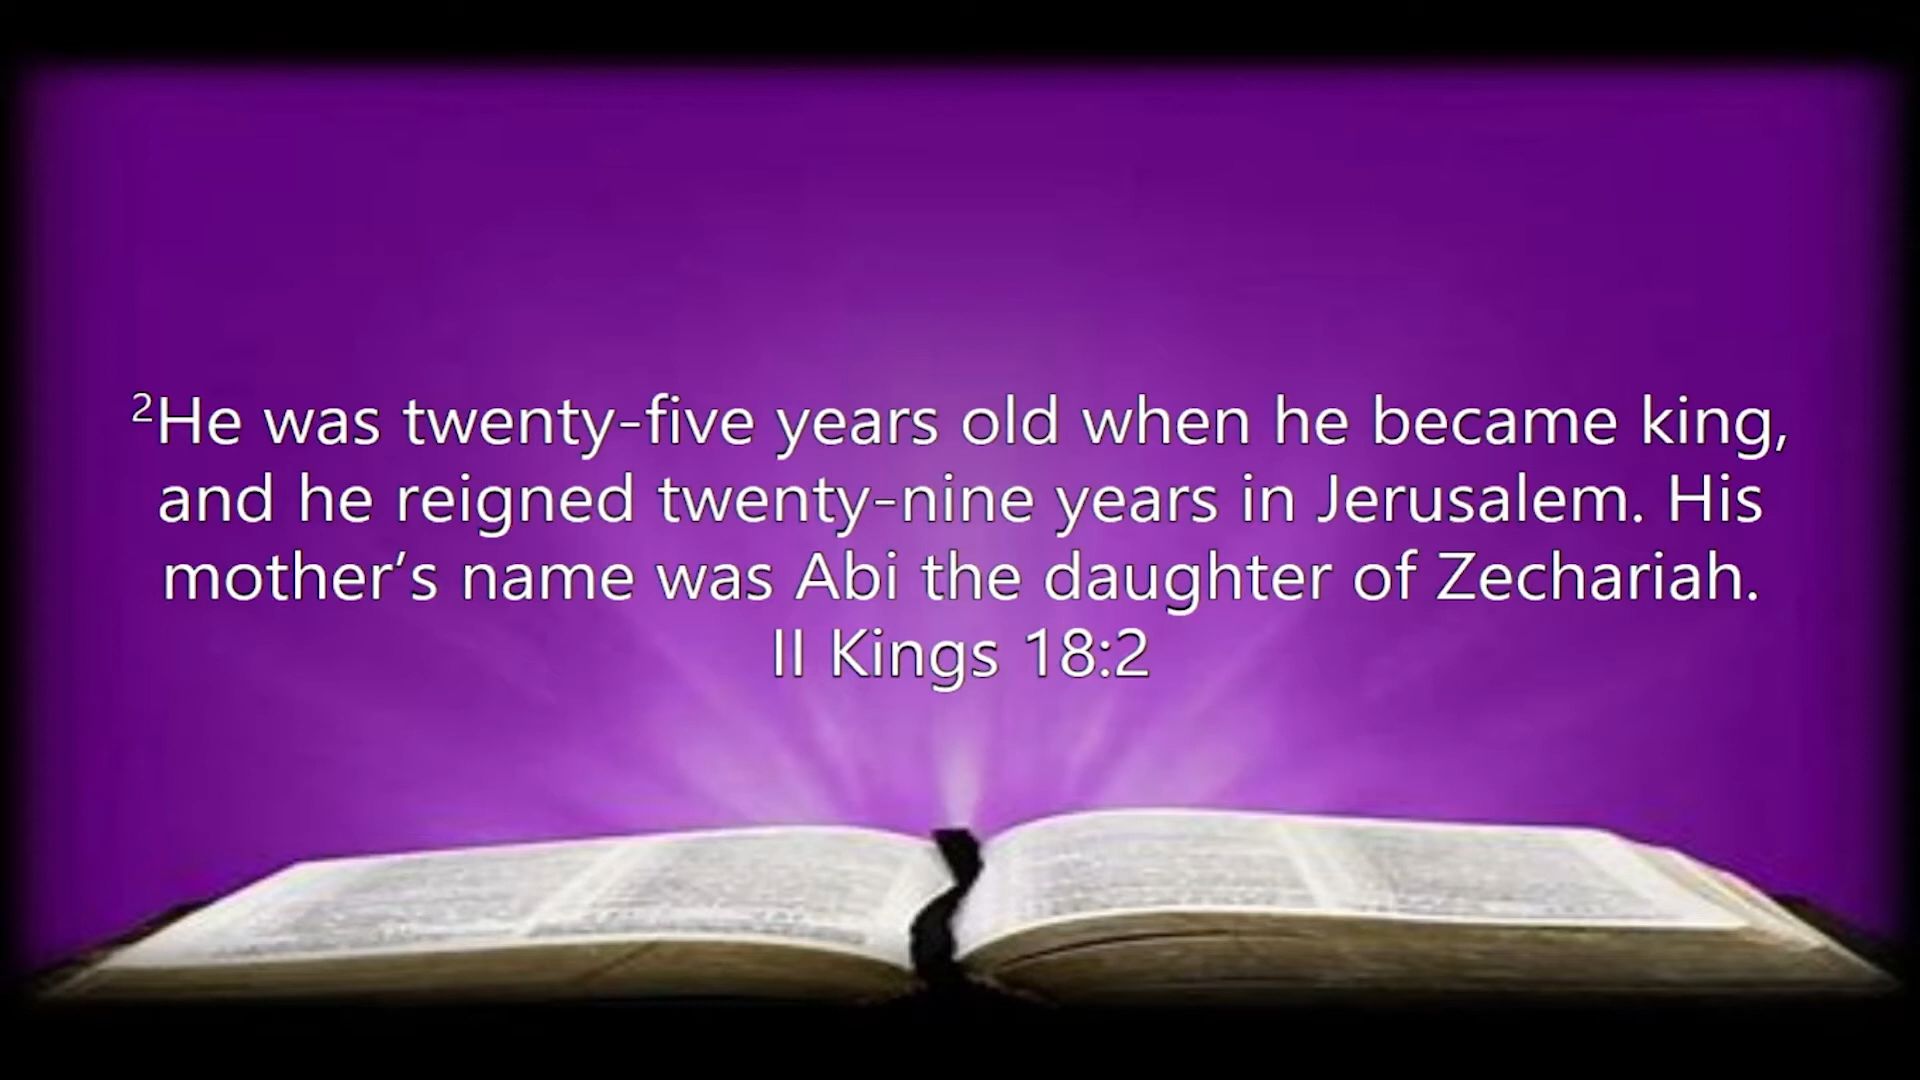 ²He was twenty-five years old when he became king,
and he reigned twenty-nine years in Jerusalem. His
mother’s name was Abi the daughter of Zechariah.
II Kings 18:2